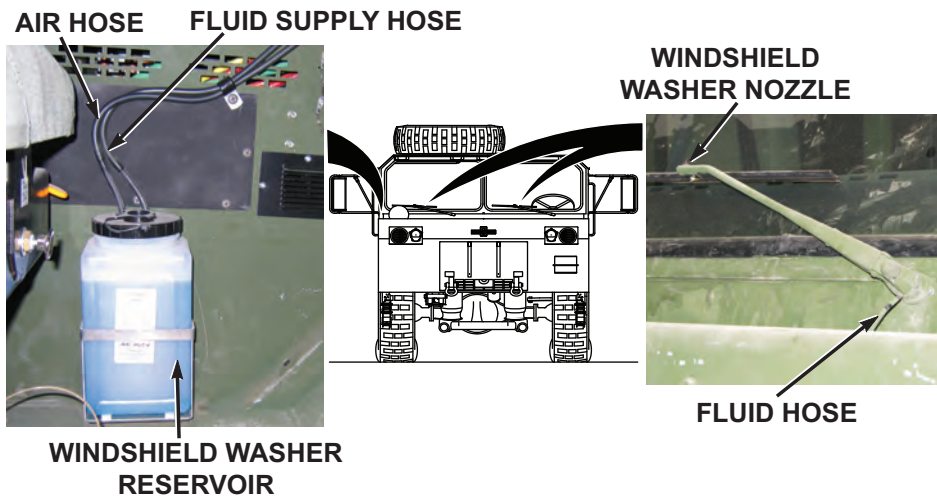 AIR HOSE
FLUID SUPPLY HOSE
WINDSHIELD
WASHER NOZZLE
FLUID HOSE
WINDSHIELD WASHER
RESERVOIR